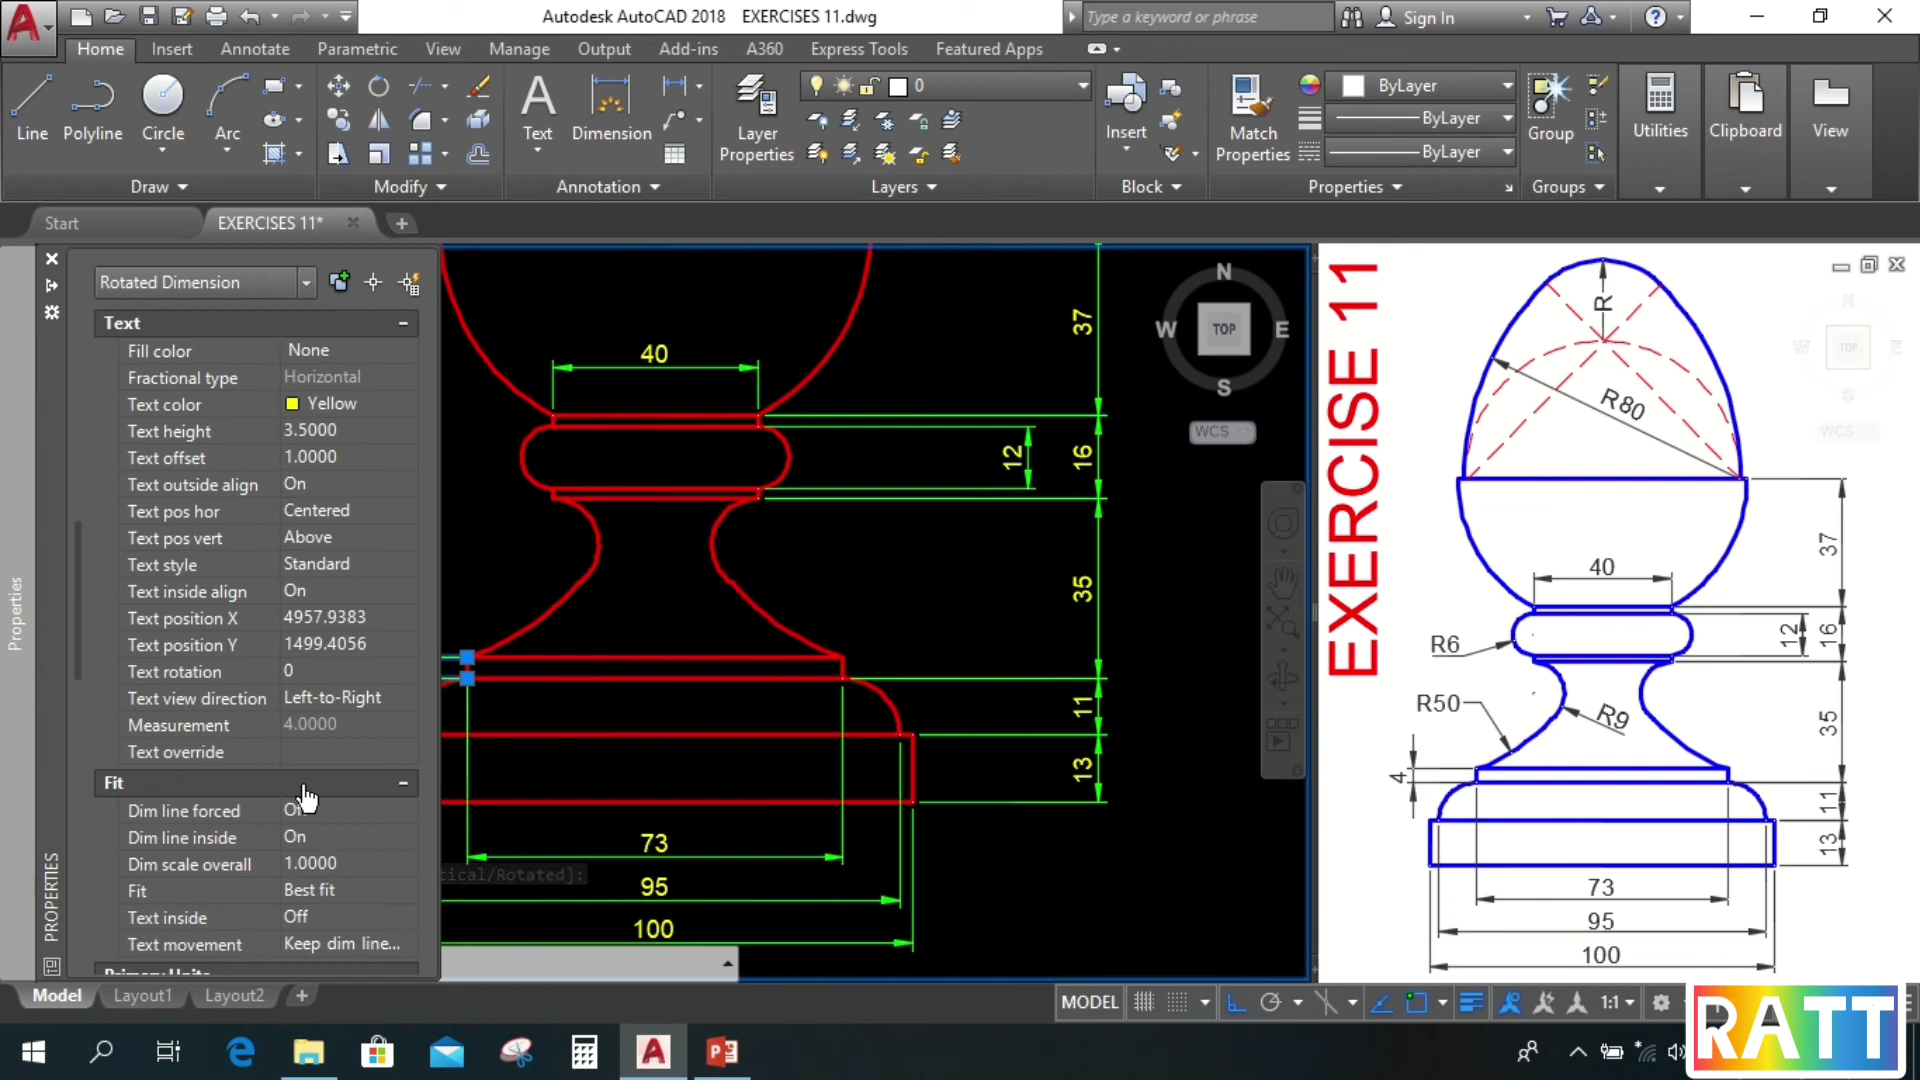 Autodesk AutoCAD 2018 EXERCISES 11.dwg
Type a keyword or phrase
Sign In
Home Insert Annotate Parametric View Manage Output Add-ins A360 Express Tools Featured Apps
Line Polyline Circle Arc
Draw
Modify
Text Dimension
Annotation
Layer Properties
0
Layers
Insert
Block
Match Properties
ByLayer
ByLayer
ByLayer
Properties
Group
Groups
Utilities
Clipboard
View
Start
EXERCISES 11*
Properties
PROPERTIES
Rotated Dimension
Text
Fill color None
Fractional type Horizontal
Text color Yellow
Text height 3.5000
Text offset 1.0000
Text outside align On
Text pos hor Centered
Text pos vert Above
Text style Standard
Text inside align On
Text position X 4957.9383
Text position Y 1499.4056
Text rotation 0
Text view direction Left-to-Right
Measurement 4.0000
Text override
Fit
Dim line forced
Dim line inside On
Dim scale overall 1.0000
Fit Best fit
Text inside Off
Text movement Keep dim line...
Primary Units
40
37
12
16
35
11
13
73
tical/Rotated]:
95
100
N
W TOP E
S
WCS
EXERCISE 11
R
R80
37
40
R6
12
16
R50
R9
35
4
11
13
73
95
100
N
W TOP E
S
WCS
Model Layout1 Layout2
MODEL
1:1
RATT